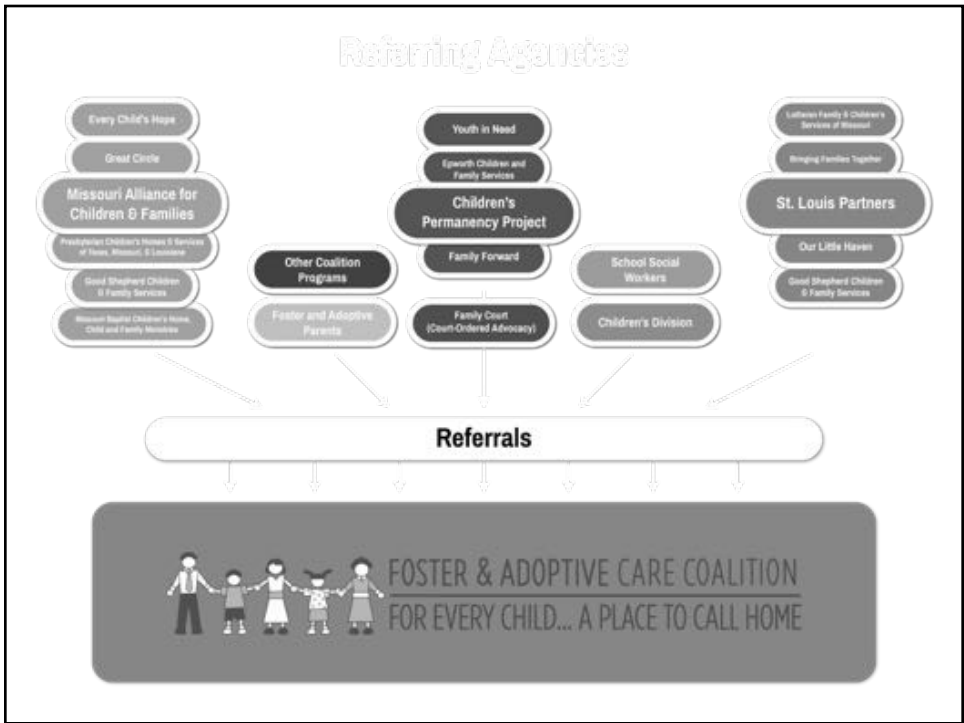 Referring Agencies
Every Child's Hope
Great Circle
Missouri Alliance for
Children & Families
Presbyterian Children's Homes & Services
of Texas, Missouri, & Louisiana
Good Shepherd Children
& Family Services
Missouri Baptist Children's Home,
Child and Family Ministries
Youth in Need
Epworth Children and
Family Services
Children's
Permanency Project
Family Forward
Lutheran Family & Children's
Services of Missouri
Bringing Families Together
St. Louis Partners
Our Little Haven
Good Shepherd Children
& Family Services
Other Coalition
Programs
Foster and Adoptive
Parents
Family Court
(Court-Ordered Advocacy)
School Social
Workers
Children's Division
Referrals
FOSTER & ADOPTIVE CARE COALITION
FOR EVERY CHILD... A PLACE TO CALL HOME